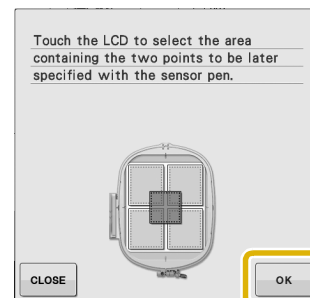 Touch the LCD to select the area
containing the two points to be later
specified with the sensor pen.
CLOSE
OK